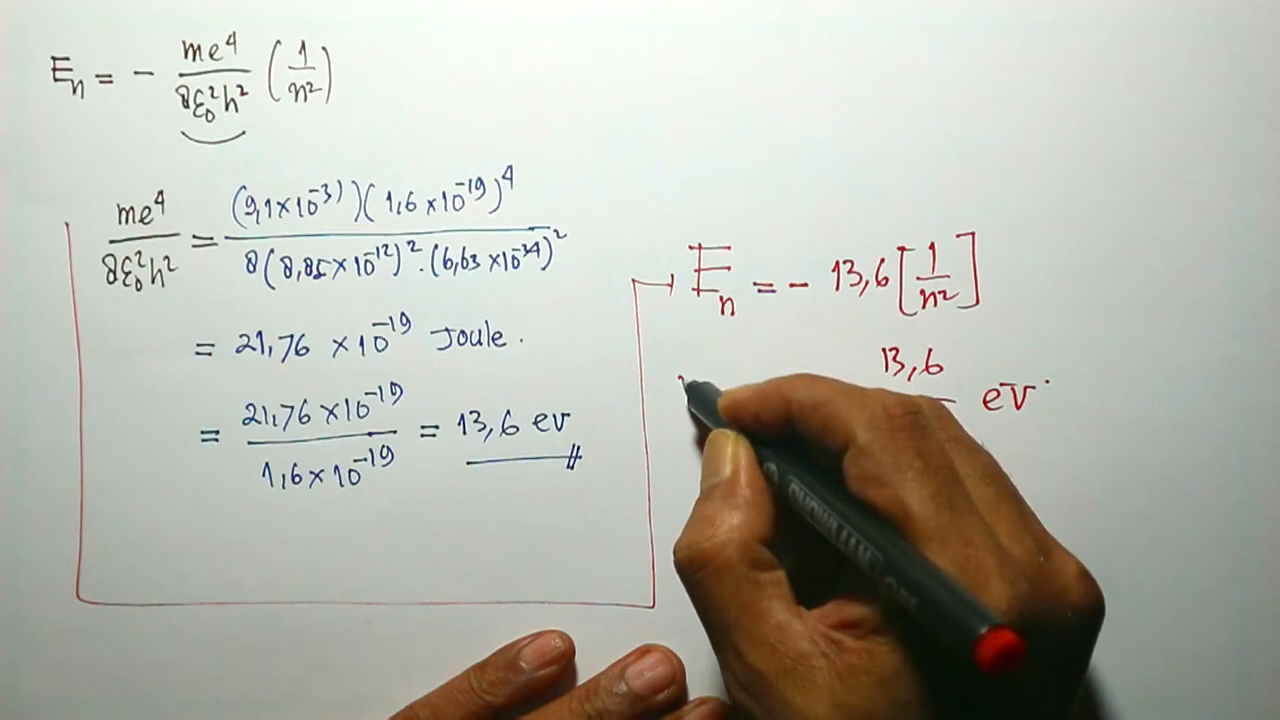 Eₙ = - me⁴/8ε₀²h² (1/n²)
me⁴/8ε₀²h² = (9,1×10⁻³¹)(1,6×10⁻¹⁹)⁴/8(8,85×10⁻¹²)².(6,63×10⁻³⁴)²
= 21,76 ×10⁻¹⁹ Joule.
= 21,76×10⁻¹⁹/1,6×10⁻¹⁹ = 13,6 ev
→ Eₙ = - 13,6 [1/n²]
13,6 ev